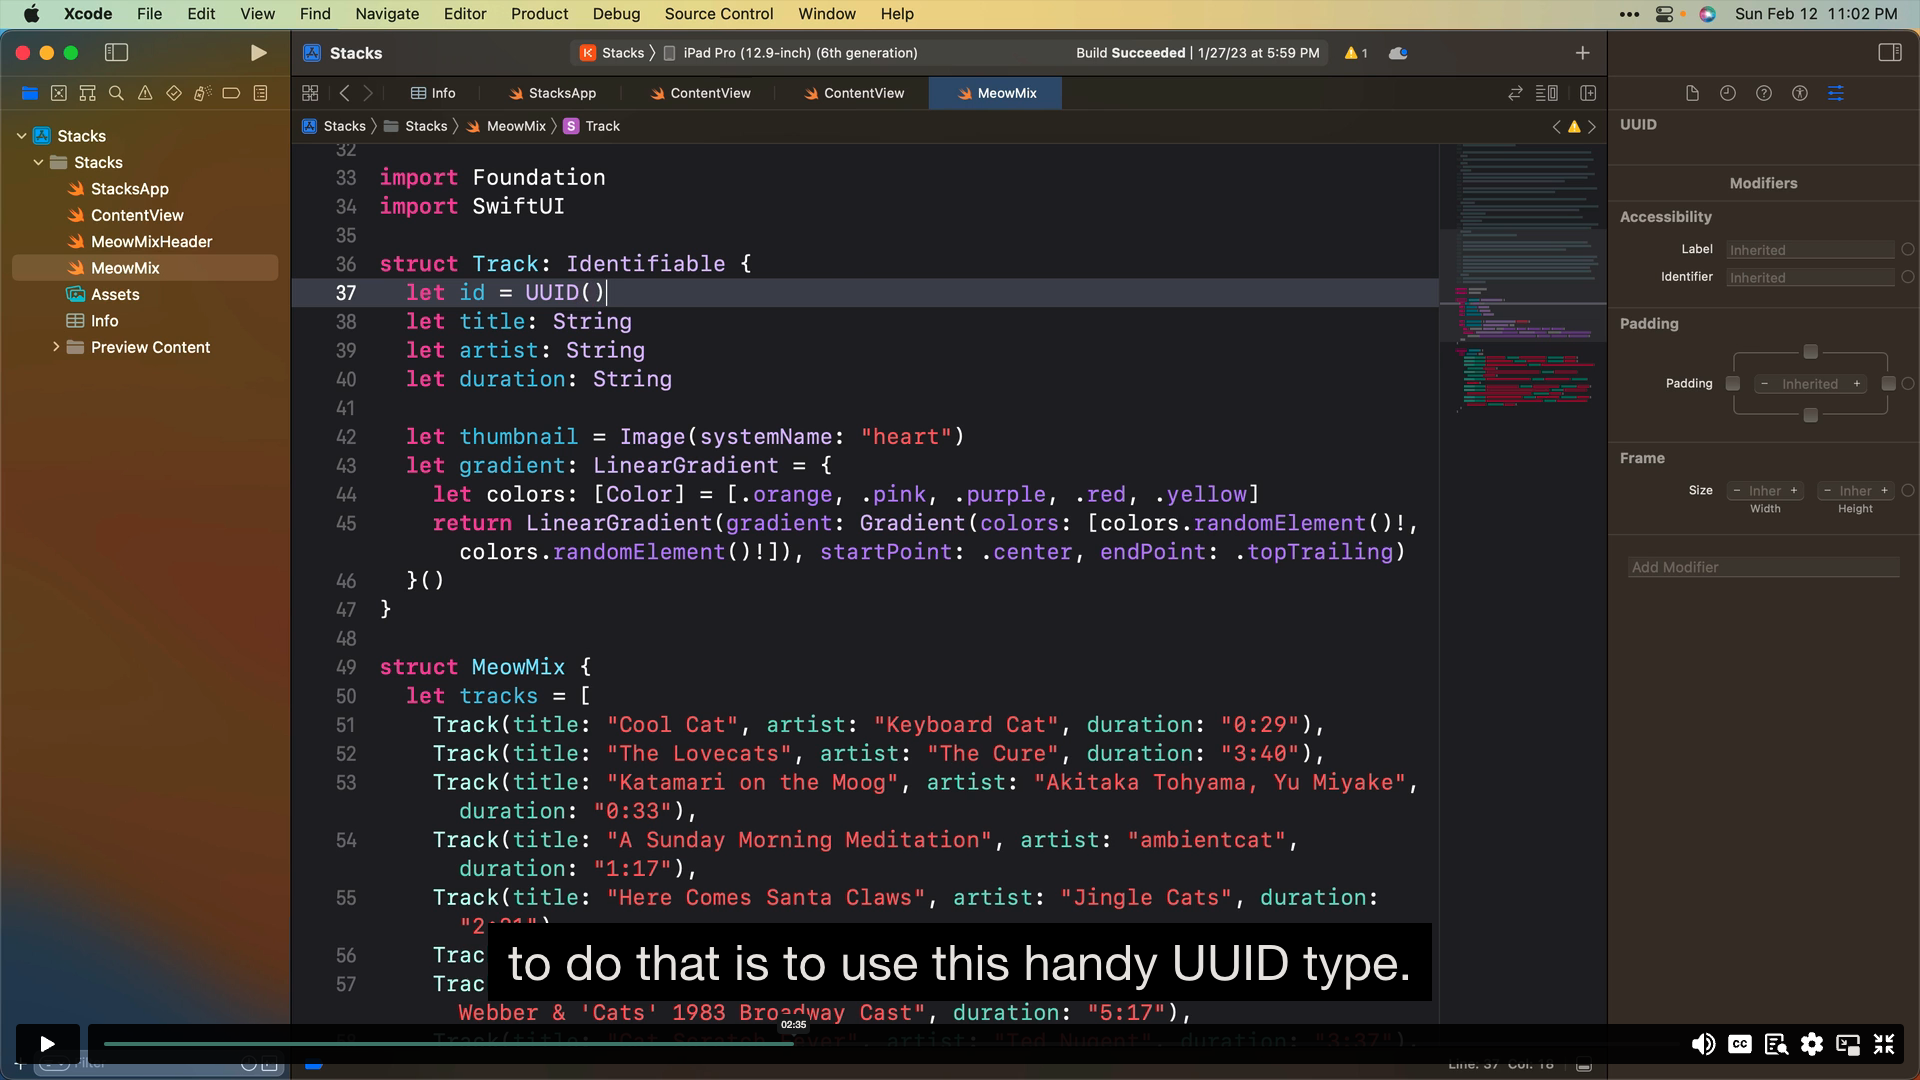 Xcode File Edit View Find Navigate Editor Product Debug Source Control Window Help Sun Feb 12 11:02 PM
Stacks Stacks iPad Pro (12.9-inch) (6th generation) Build Succeeded | 1/27/23 at 5:59 PM 1
Info StacksApp ContentView ContentView MeowMix
Stacks Stacks MeowMix S Track
Stacks
Stacks
StacksApp
ContentView
MeowMixHeader
MeowMix
Assets
Info
Preview Content
32
33 import Foundation
34 import SwiftUI
35
36 struct Track: Identifiable {
37 let id = UUID()
38 let title: String
39 let artist: String
40 let duration: String
41
42 let thumbnail = Image(systemName: "heart")
43 let gradient: LinearGradient = {
44 let colors: [Color] = [.orange, .pink, .purple, .red, .yellow]
45 return LinearGradient(gradient: Gradient(colors: [colors.randomElement()!,
colors.randomElement()!]), startPoint: .center, endPoint: .topTrailing)
46 }()
47 }
48
49 struct MeowMix {
50 let tracks = [
51 Track(title: "Cool Cat", artist: "Keyboard Cat", duration: "0:29"),
52 Track(title: "The Lovecats", artist: "The Cure", duration: "3:40"),
53 Track(title: "Katamari on the Moog", artist: "Akitaka Tohyama, Yu Miyake",
duration: "0:33"),
54 Track(title: "A Sunday Morning Meditation", artist: "ambientcat",
duration: "1:17"),
55 Track(title: "Here Comes Santa Claws", artist: "Jingle Cats", duration:
56 Trac
57 Trac
Webber & 'Cats' 1983 Broadway Cast", duration: "5:17"),
to do that is to use this handy UUID type.
02:35
Filter
Line: 37 Col: 18
CC
UUID
Modifiers
Accessibility
Label Inherited
Identifier Inherited
Padding
Padding − Inherited +
Frame
Size − Inher + − Inher +
Width Height
Add Modifier